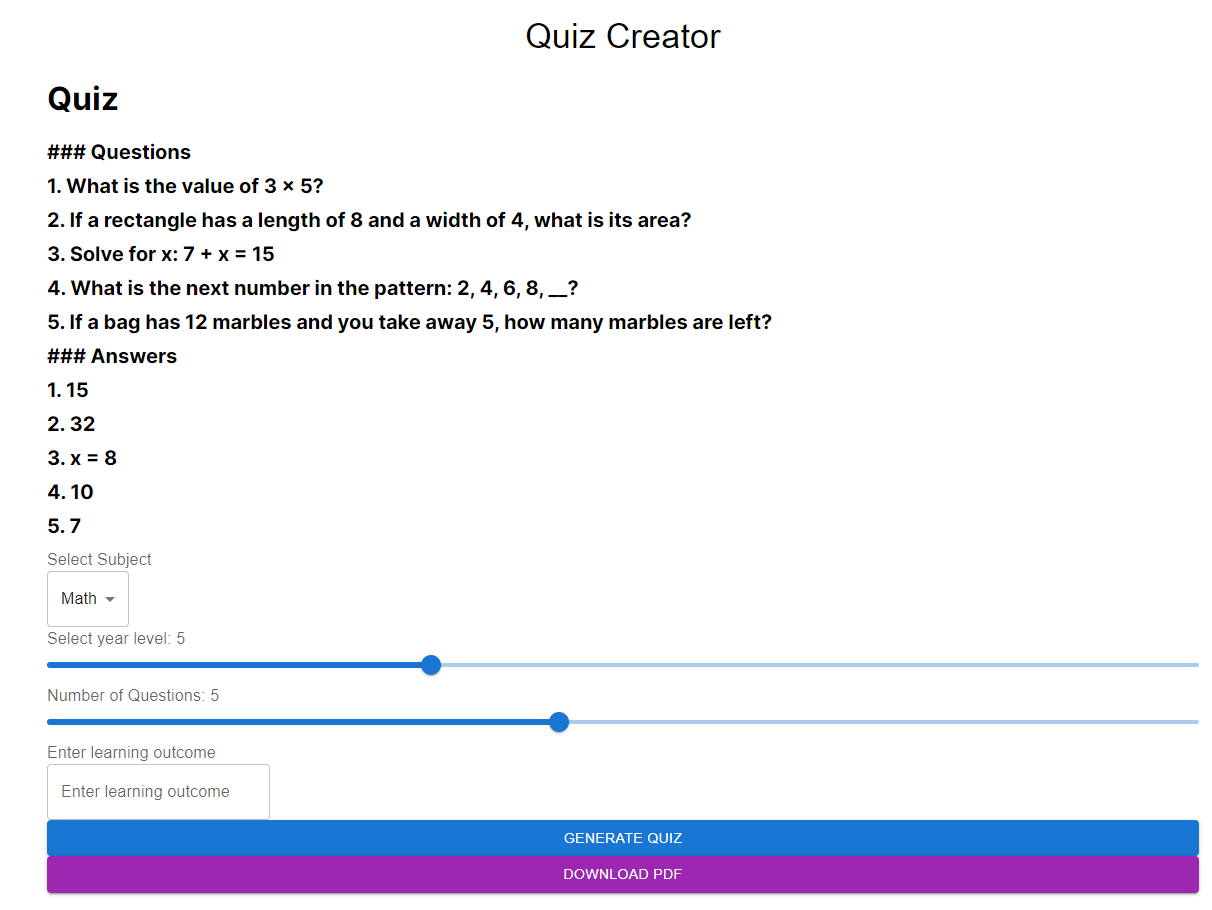 Quiz Creator
Quiz
### Questions
1. What is the value of 3 × 5?
2. If a rectangle has a length of 8 and a width of 4, what is its area?
3. Solve for x: 7 + x = 15
4. What is the next number in the pattern: 2, 4, 6, 8, __?
5. If a bag has 12 marbles and you take away 5, how many marbles are left?
### Answers
1. 15
2. 32
3. x = 8
4. 10
5. 7
Select Subject
Math
Select year level: 5
Number of Questions: 5
Enter learning outcome
Enter learning outcome
GENERATE QUIZ
DOWNLOAD PDF